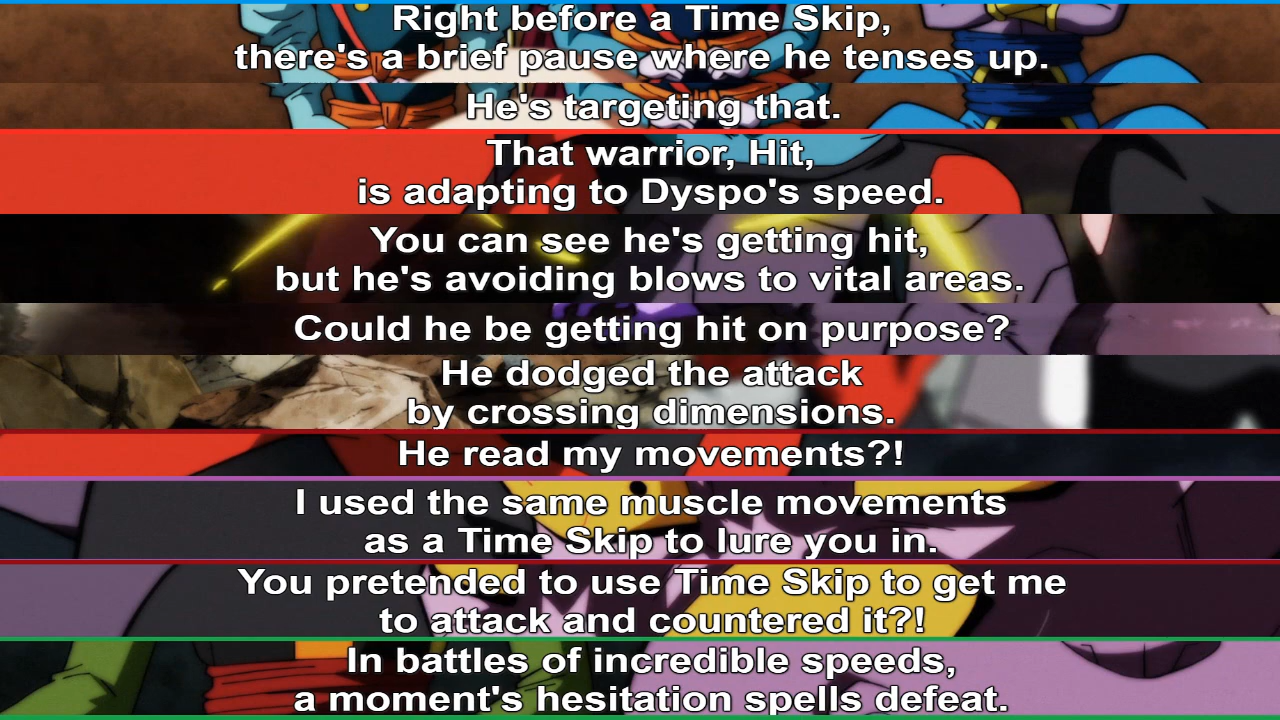 Right before a Time Skip,
there's a brief pause where he tenses up.
He's targeting that.
That warrior, Hit,
is adapting to Dyspo's speed.
You can see he's getting hit,
but he's avoiding blows to vital areas.
Could he be getting hit on purpose?
He dodged the attack
by crossing dimensions.
He read my movements?!
I used the same muscle movements
as a Time Skip to lure you in.
You pretended to use Time Skip to get me
to attack and countered it?!
In battles of incredible speeds,
a moment's hesitation spells defeat.